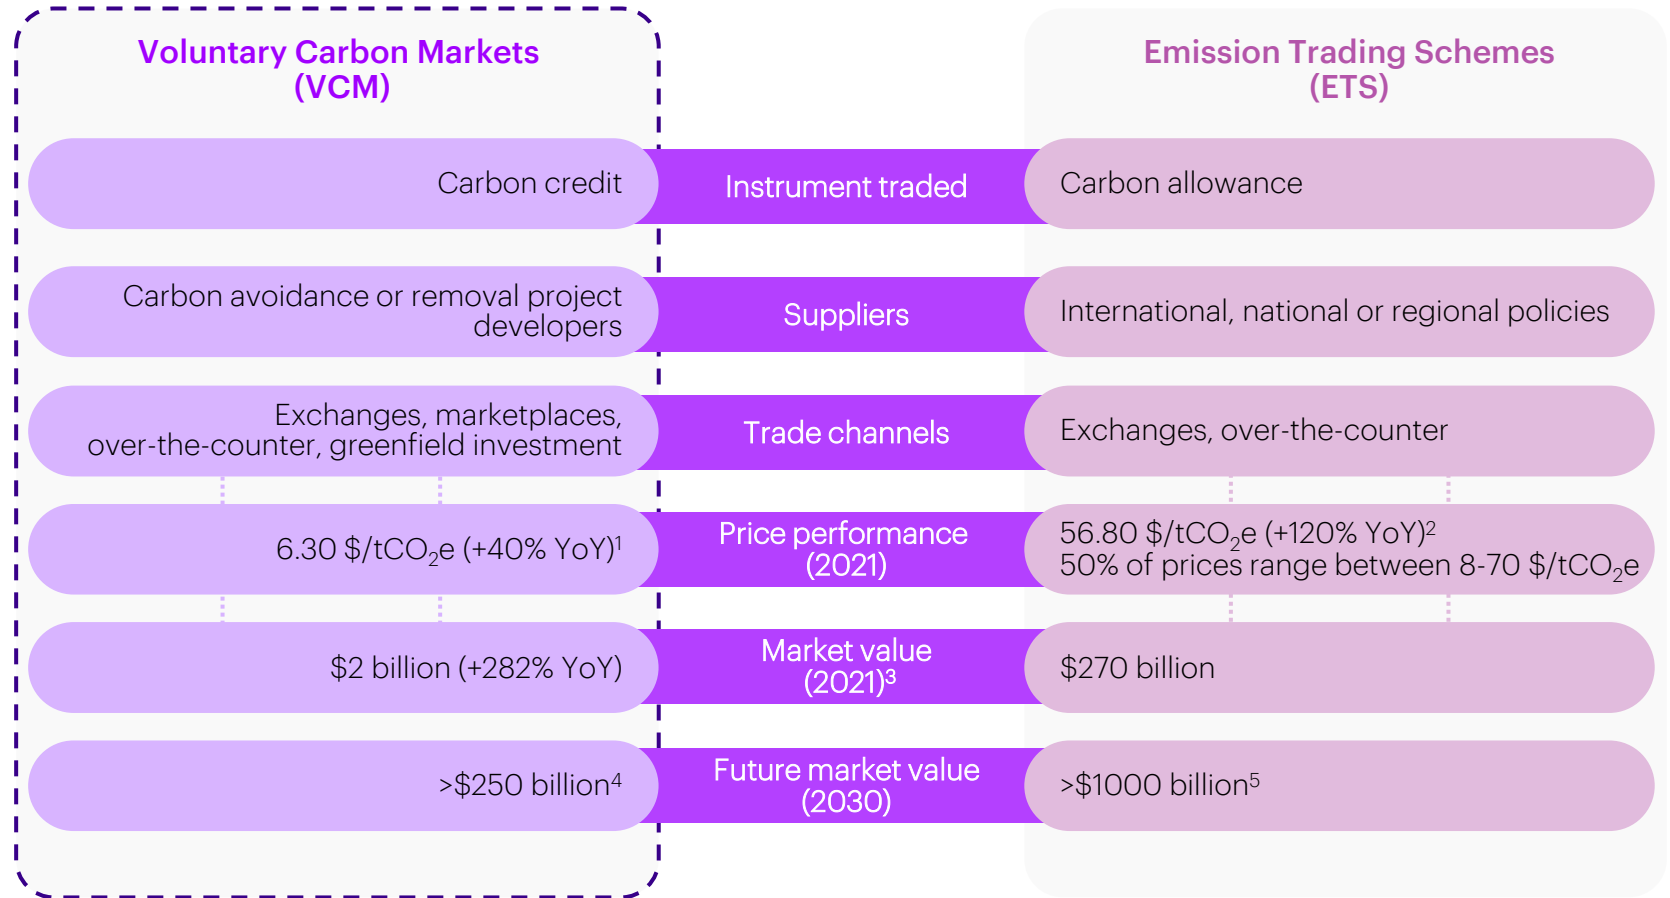 Voluntary Carbon Markets
(VCM)
Emission Trading Schemes
(ETS)
Carbon credit
Instrument traded
Carbon allowance
Carbon avoidance or removal project
developers
Suppliers
International, national or regional policies
Exchanges, marketplaces,
over-the-counter, greenfield investment
Trade channels
Exchanges, over-the-counter
6.30 $/tCO₂e (+40% YoY)¹
Price performance
(2021)
56.80 $/tCO₂e (+120% YoY)²
50% of prices range between 8-70 $/tCO₂e
$2 billion (+282% YoY)
Market value
(2021)³
$270 billion
>$250 billion⁴
Future market value
(2030)
>$1000 billion⁵